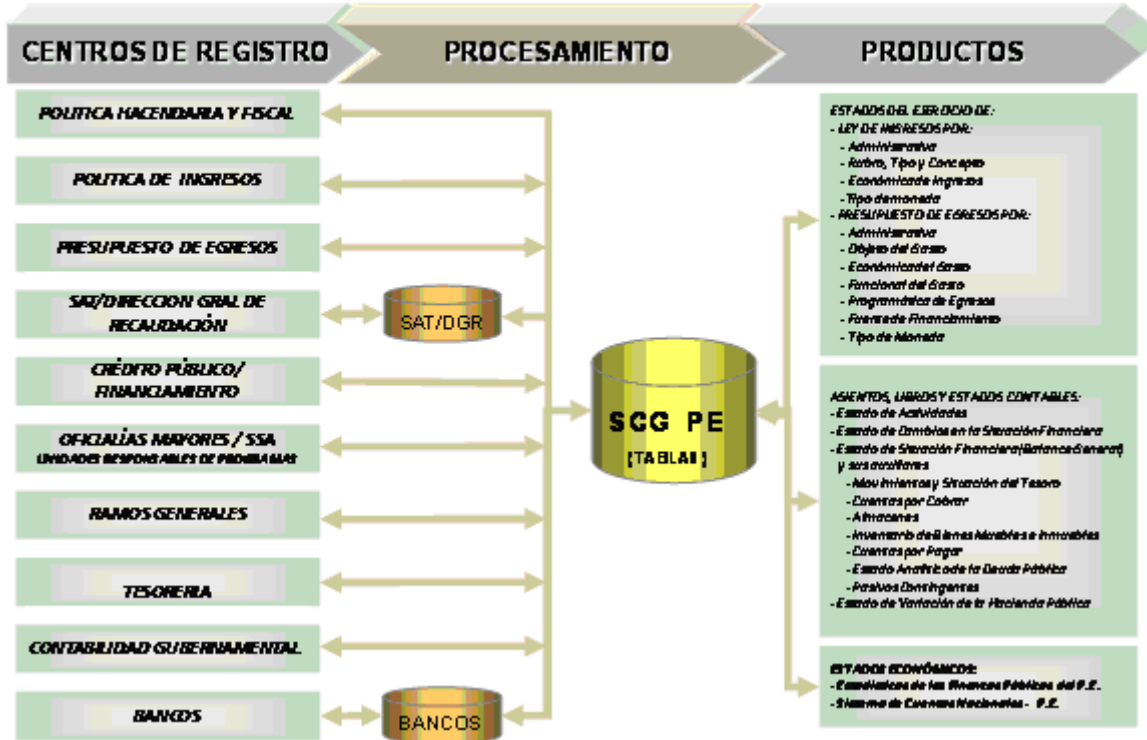 CENTROS DE REGISTRO
PROCESAMIENTO
PRODUCTOS
POLITICA HACENDARIA Y FISCAL
POLITICA DE INGRESOS
PRESUPUESTO DE EGRESOS
SAT/DIRECCION GRAL DE
RECAUDACIÓN
CRÉDITO PÚBLICO/
FINANCIAMIENTO
OFICIALÍAS MAYORES / SSA
UNIDADES RESPONSABLES DE PROGRAMAS
RAMOS GENERALES
TESORERIA
CONTABILIDAD GUBERNAMENTAL
BANCOS
SAT/DGR
BANCOS
SCG PE
(TABLAS)
ESTADOS DEL EJERCICIO DE:
- LEY DE INGRESOS POR:
- Administrativa
- Rubro, Tipo y Concepto
- Económica de Ingresos
- Tipo de moneda
- PRESUPUESTO DE EGRESOS POR:
- Administrativa
- Objeto del Gasto
- Económica del Gasto
- Funcional del Gasto
- Programática de Egresos
- Fuente de Financiamiento
- Tipo de Moneda
ASIENTOS, LIBROS Y ESTADOS CONTABLES:
- Estado de Actividades
- Estado de Cambios en la Situación Financiera
- Estado de Situación Financiera (Balance General)
y sus auxiliares
- Movimientos y Situación del Tesoro
- Cuentas por Cobrar
- Almacenes
- Inventario de Bienes Muebles e Inmuebles
- Cuentas por Pagar
- Estado Analítico de la Deuda Pública
- Pasivos Contingentes
- Estado de Variación de la Hacienda Pública
ESTADOS ECONÓMICOS:
- Estadísticas de las Finanzas Públicas del P.E.
- Sistema de Cuentas Nacionales - P.E.